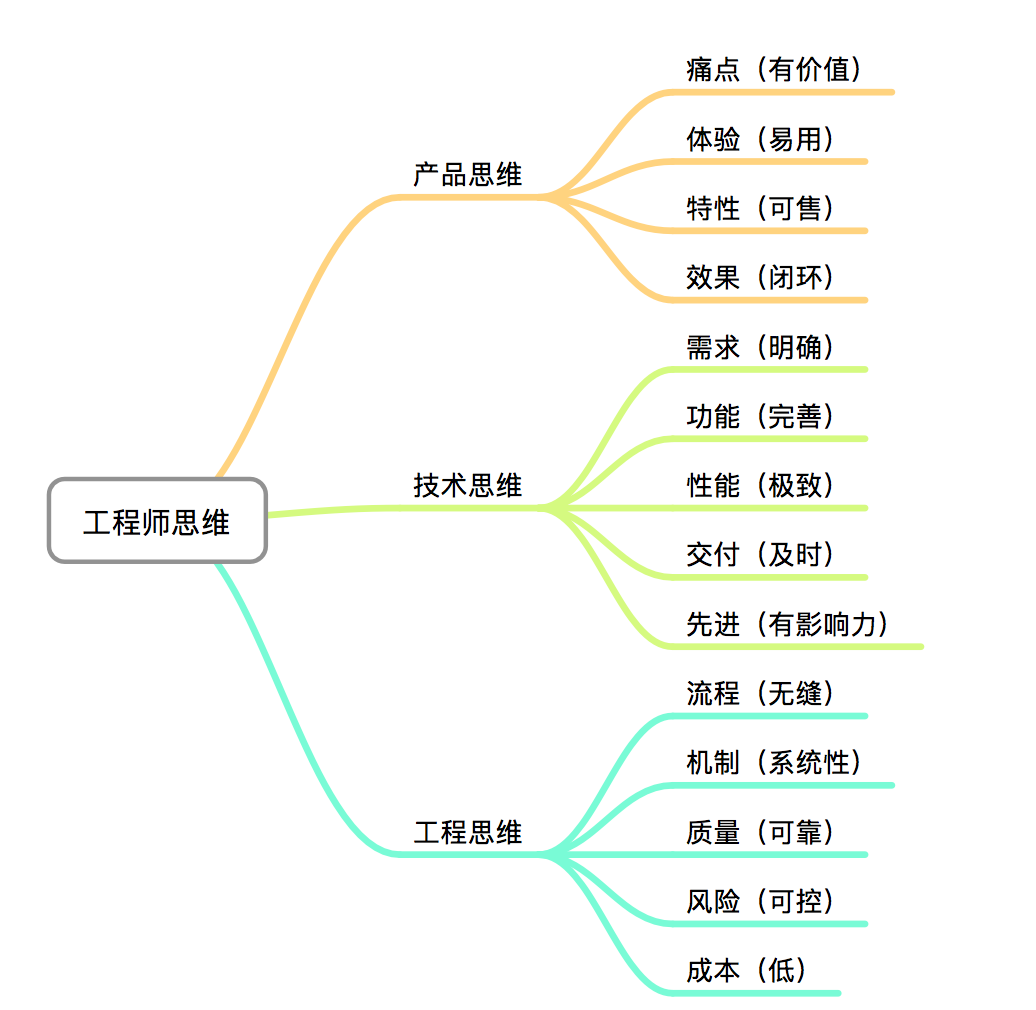 工程师思维
产品思维
痛点（有价值）
体验（易用）
特性（可售）
效果（闭环）
技术思维
需求（明确）
功能（完善）
性能（极致）
交付（及时）
先进（有影响力）
工程思维
流程（无缝）
机制（系统性）
质量（可靠）
风险（可控）
成本（低）